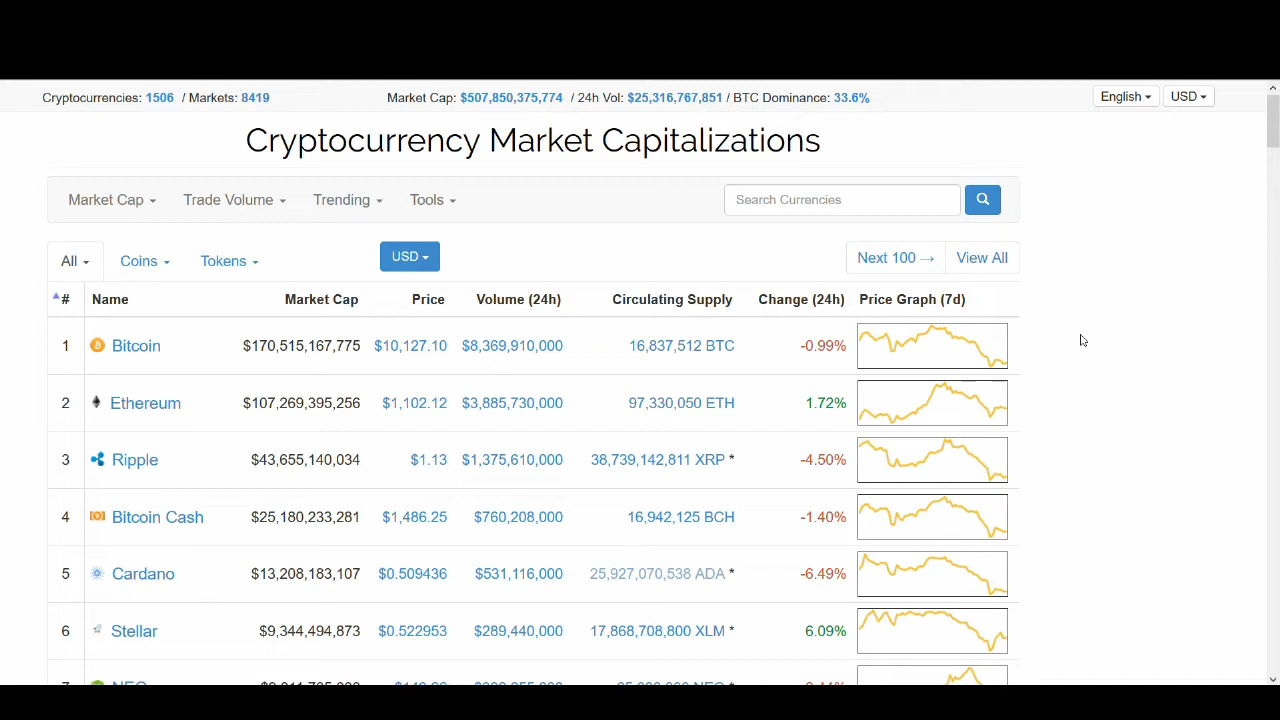 Cryptocurrencies: 1506 / Markets: 8419 Market Cap: $507,850,375,774 / 24h Vol: $25,316,767,851 / BTC Dominance: 33.6% English USD
Cryptocurrency Market Capitalizations
Market Cap Trade Volume Trending Tools Search Currencies
All Coins Tokens USD Next 100 → View All
# Name Market Cap Price Volume (24h) Circulating Supply Change (24h) Price Graph (7d)
1 Bitcoin $170,515,167,775 $10,127.10 $8,369,910,000 16,837,512 BTC -0.99%
2 Ethereum $107,269,395,256 $1,102.12 $3,885,730,000 97,330,050 ETH 1.72%
3 Ripple $43,655,140,034 $1.13 $1,375,610,000 38,739,142,811 XRP * -4.50%
4 Bitcoin Cash $25,180,233,281 $1,486.25 $760,208,000 16,942,125 BCH -1.40%
5 Cardano $13,208,183,107 $0.509436 $531,116,000 25,927,070,538 ADA * -6.49%
6 Stellar $9,344,494,873 $0.522953 $289,440,000 17,868,708,800 XLM * 6.09%